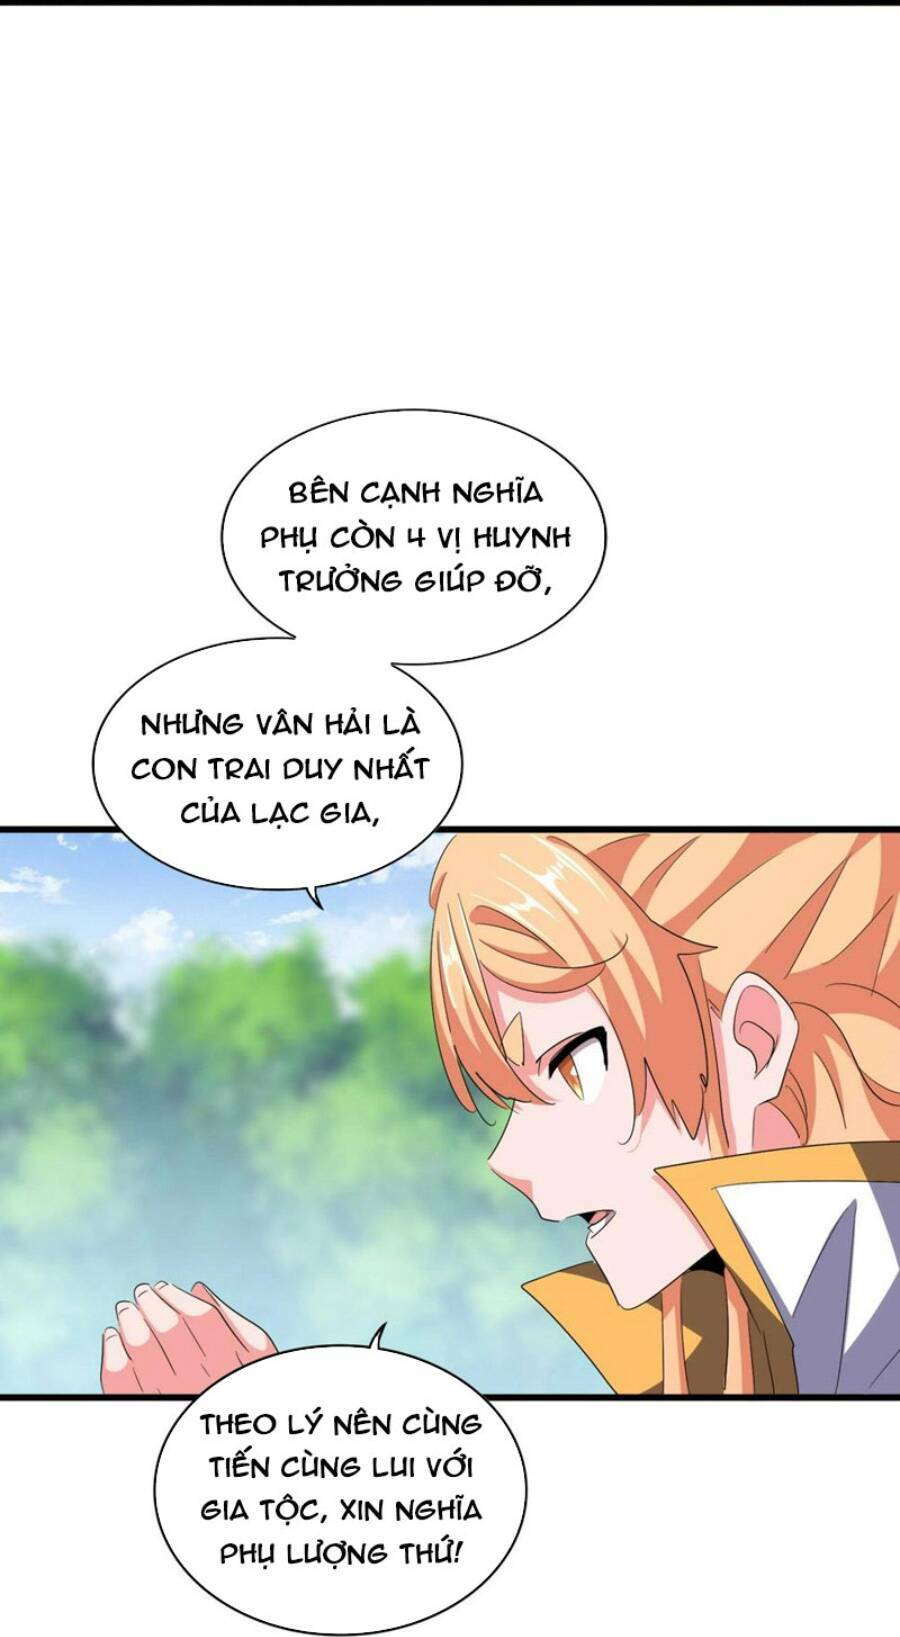 BÊN CẠNH NGHĨA
PHỤ CÒN 4 VỊ HUYNH
TRƯỞNG GIÚP ĐỠ,
NHƯNG VÂN HẢI LÀ
CON TRAI DUY NHẤT
CỦA LẠC GIA,
THEO LÝ NÊN CÙNG
TIẾN CÙNG LUI VỚI
GIA TỘC, XIN NGHĨA
PHỤ LƯỢNG THỨ!